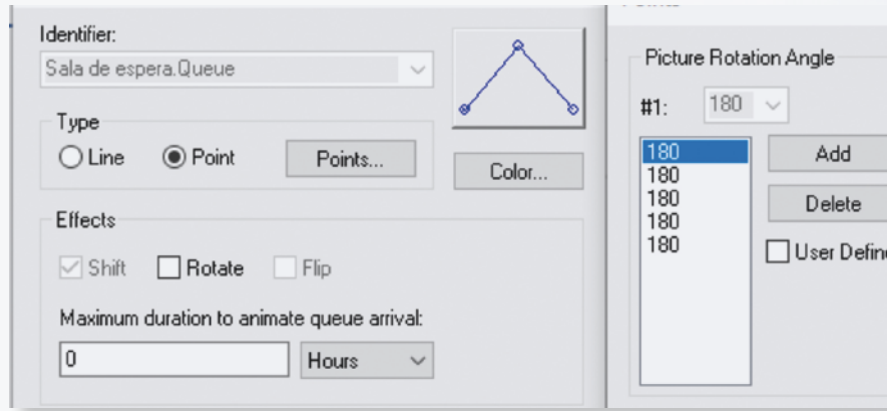 Identifier:
Sala de espera.Queue
Type
Line
Point
Points...
Color...
Effects
Shift
Rotate
Flip
Maximum duration to animate queue arrival:
0
Hours
Picture Rotation Angle
#1:
180
180
180
180
180
180
Add
Delete
User Define